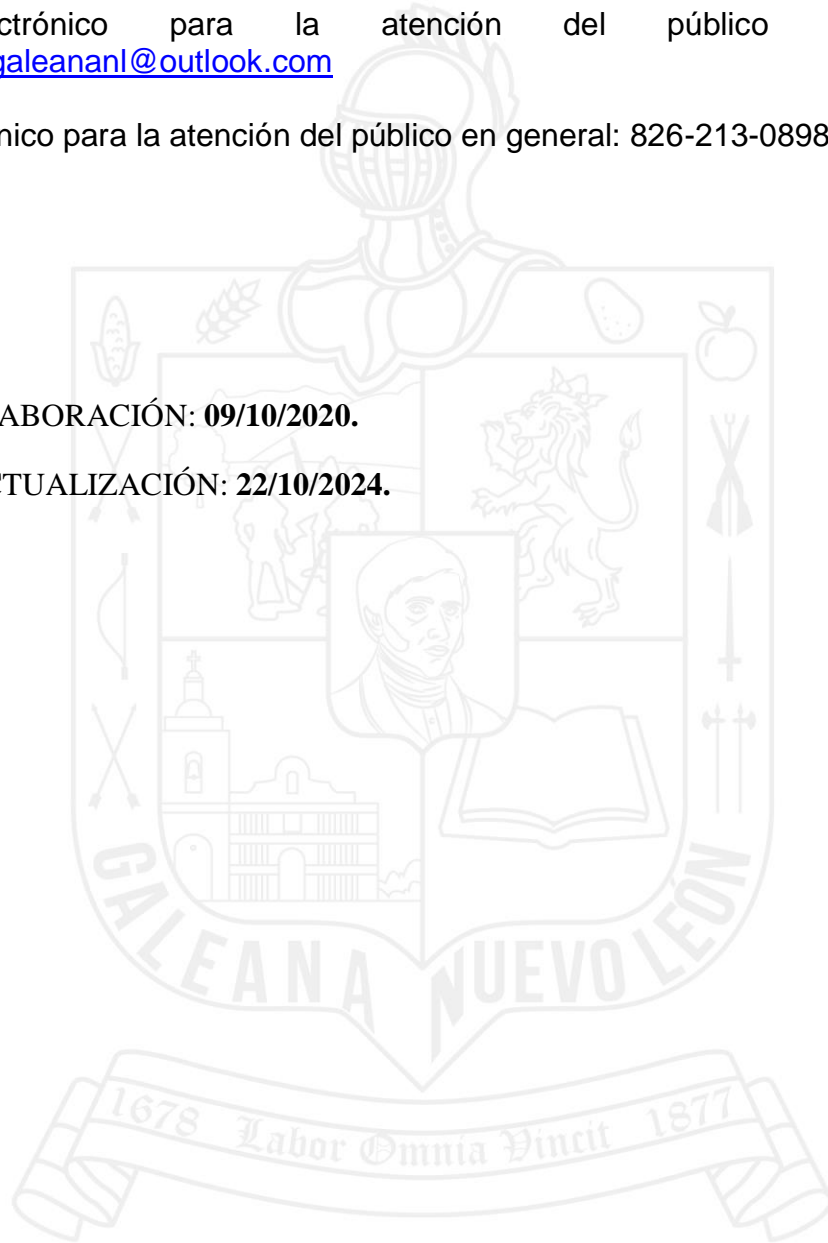 ctrónico para la atención del público
galeananl@outlook.com
nico para la atención del público en general: 826-213-0898
ABORACIÓN: 09/10/2020.
CTUALIZACIÓN: 22/10/2024.
GALEANA NUEVO LEÓN
1678 Labor Omnia Vincit 1877